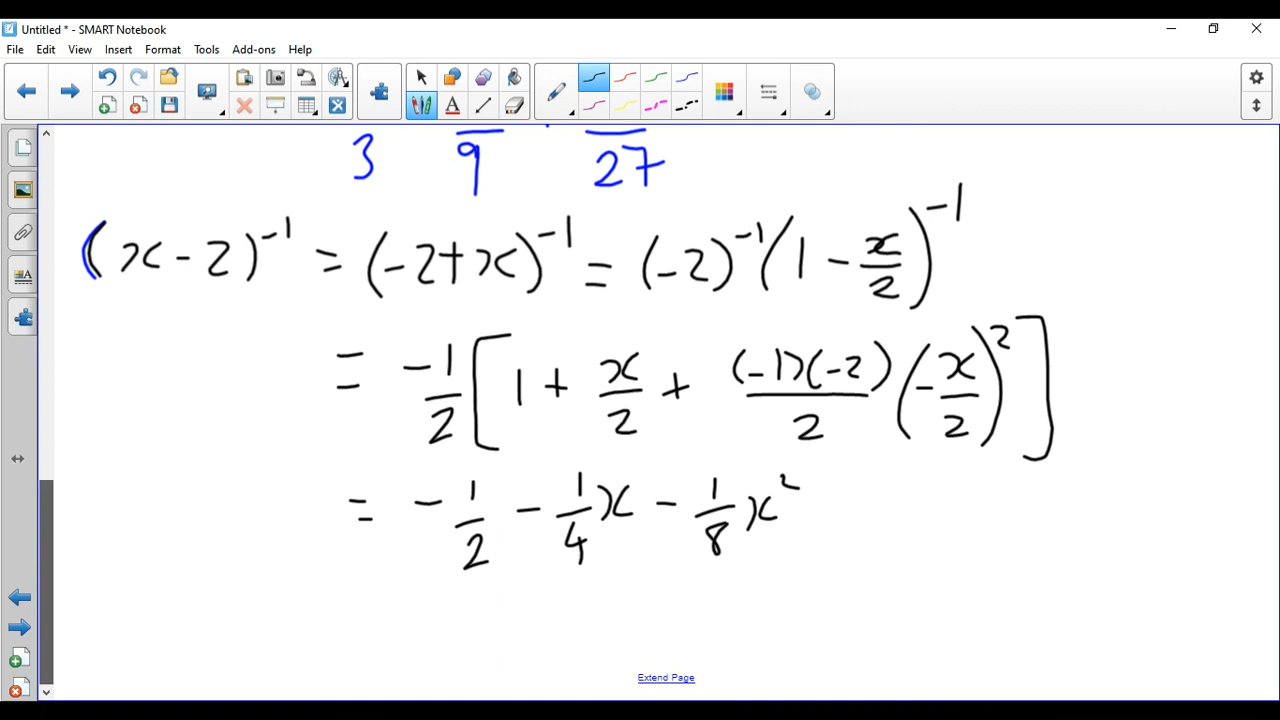 Untitled * - SMART Notebook
File Edit View Insert Format Tools Add-ons Help
3 9 27
(x-2)^-1 = (-2+x)^-1 = (-2)^-1 (1 - x/2)^-1
= -1/2 [1 + x/2 + (-1)(-2)/2 (-x/2)^2]
= -1/2 - 1/4 x - 1/8 x^2
Extend Page